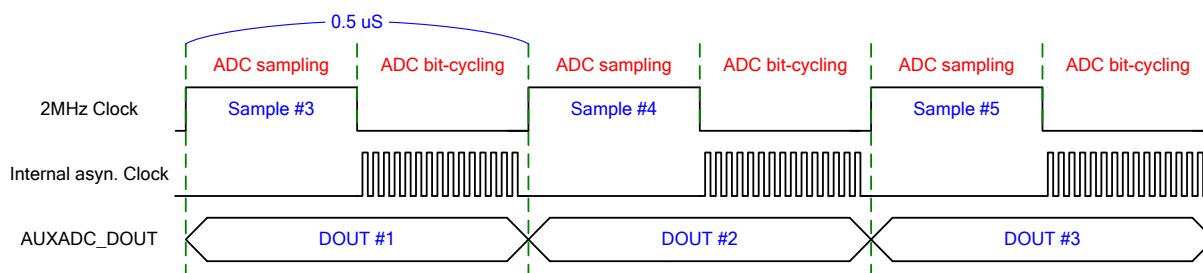 0.5 uS
ADC sampling ADC bit-cycling ADC sampling ADC bit-cycling ADC sampling ADC bit-cycling
2MHz Clock Sample #3 Sample #4 Sample #5
Internal asyn. Clock
AUXADC_DOUT DOUT #1 DOUT #2 DOUT #3